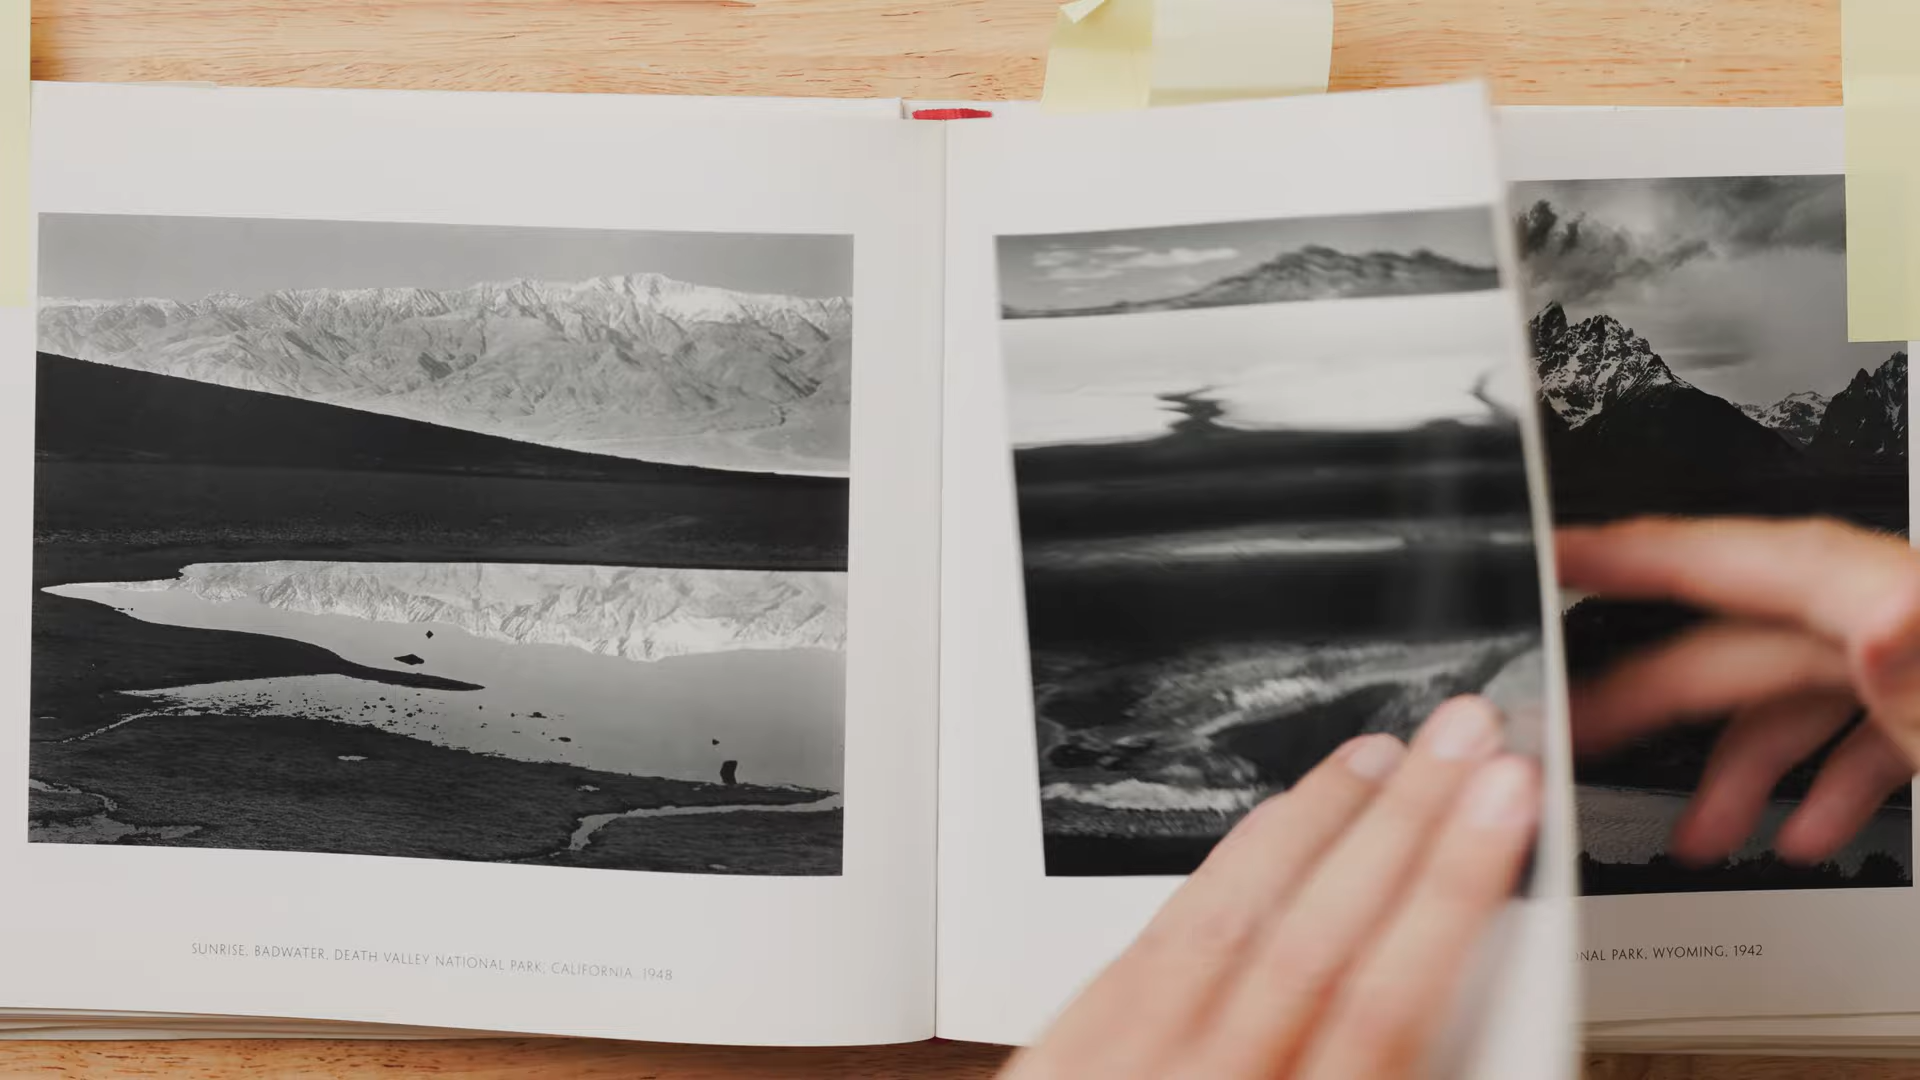 SUNRISE, BADWATER, DEATH VALLEY NATIONAL PARK, CALIFORNIA, 1948
NAL PARK, WYOMING, 1942